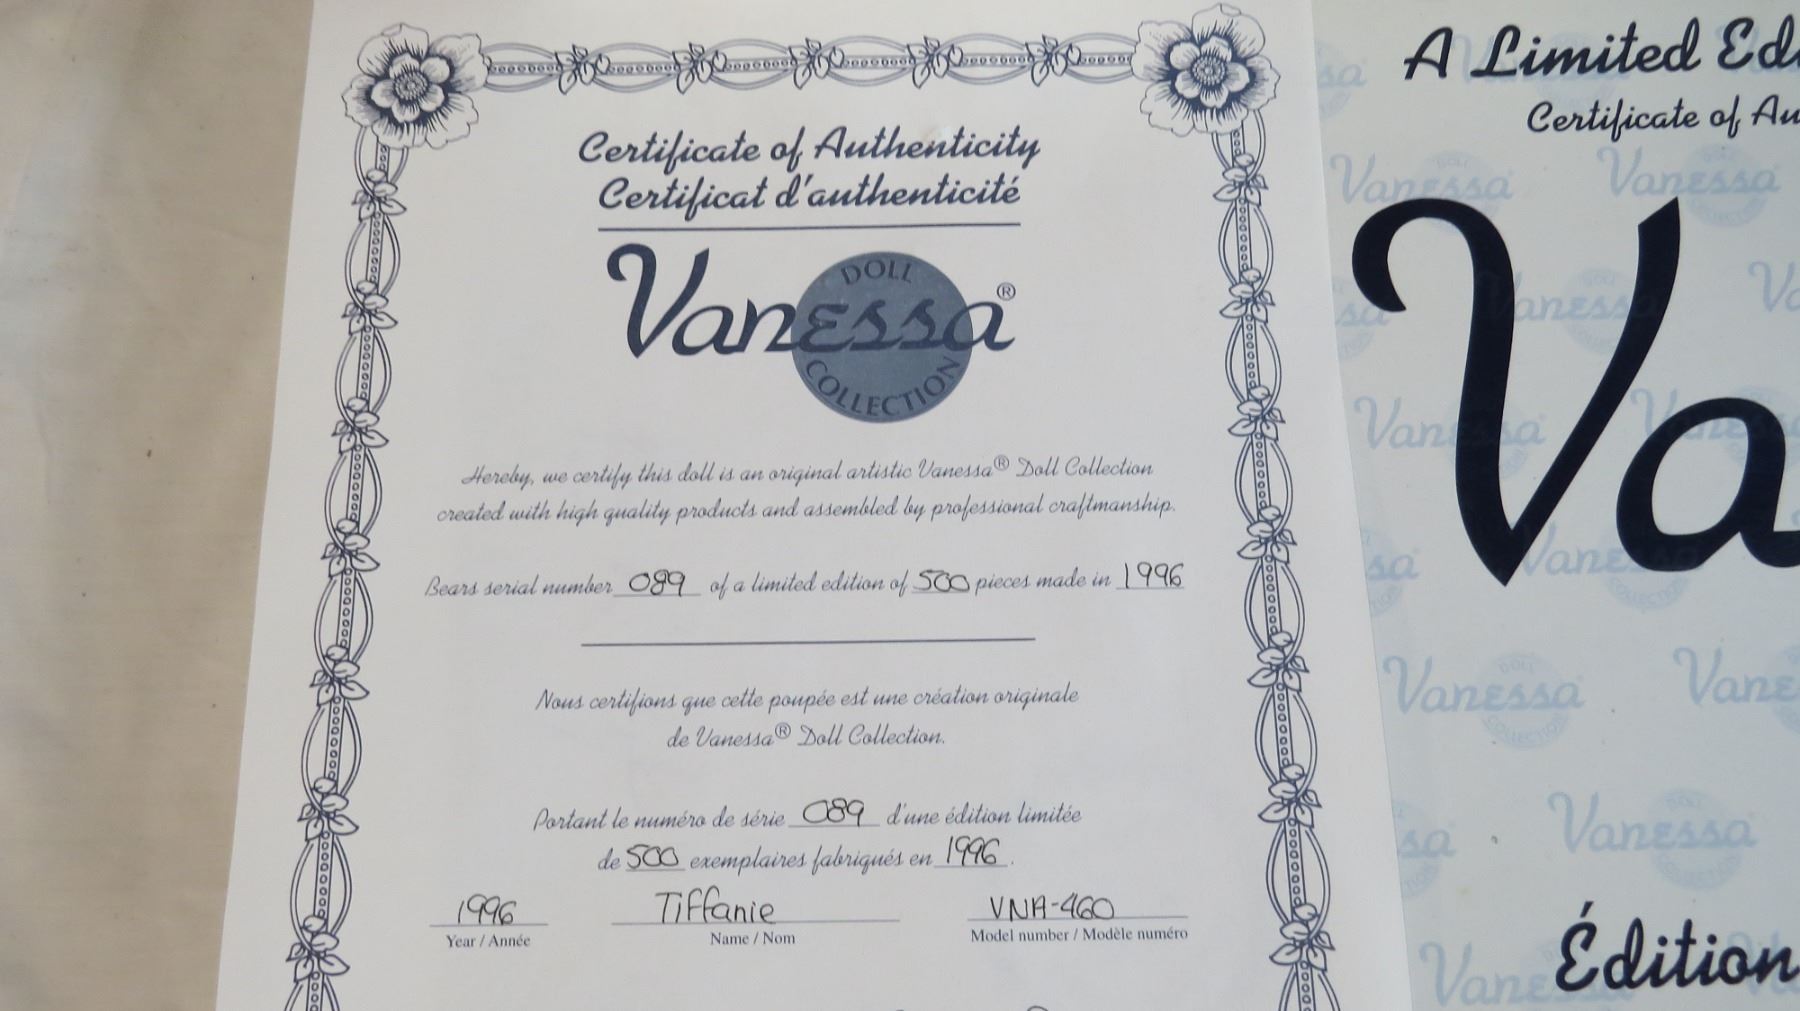 Certificate of Authenticity
Certificat d'authenticité
Vanessa®
DOLL
COLLECTION
Hereby, we certify this doll is an original artistic Vanessa® Doll Collection
created with high quality products and assembled by professional craftmanship.
Bears serial number 089 of a limited edition of 500 pieces made in 1996
Nous certifions que cette poupée est une création originale
de Vanessa® Doll Collection.
Portant le numéro de série 089 d'une édition limitée
de 500 exemplaires fabriqués en 1996.
1996 Tiffanie VNA-460
Year / Année Name / Nom Model number / Modèle numéro
A Limited Edi
Certificate of Au
Va
Édition
Vanessa
DOLL
COLLECTION